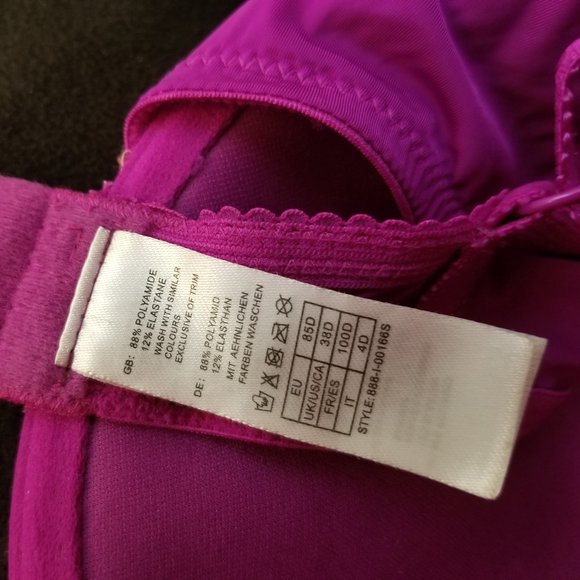 GB: 88% POLYAMIDE
12% ELASTANE
WASH WITH SIMILAR
COLOURS
EXCLUSIVE OF TRIM
DE: 88% POLYAMID
12% ELASTHAN
MIT AEHNLICHEN
FARBEN WASCHEN
EU 85D
UK/US/CA 38D
FR/ES 100D
IT 4D
STYLE: 888-I-00166S